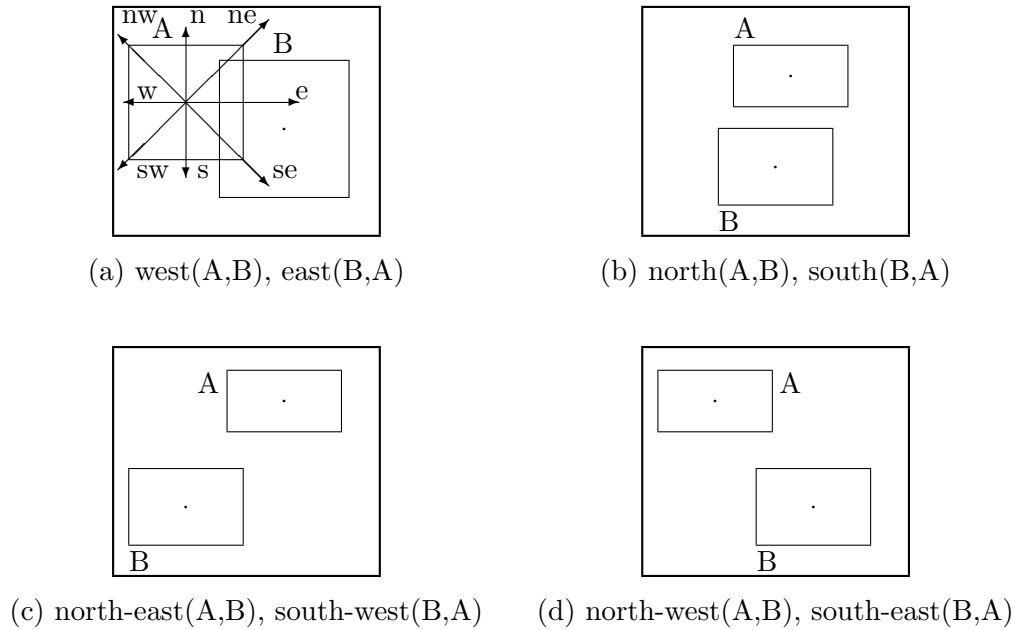 nw n ne
A
B
w e
sw s se
(a) west(A,B), east(B,A)
A
B
(b) north(A,B), south(B,A)
A
B
(c) north-east(A,B), south-west(B,A)
A
B
(d) north-west(A,B), south-east(B,A)